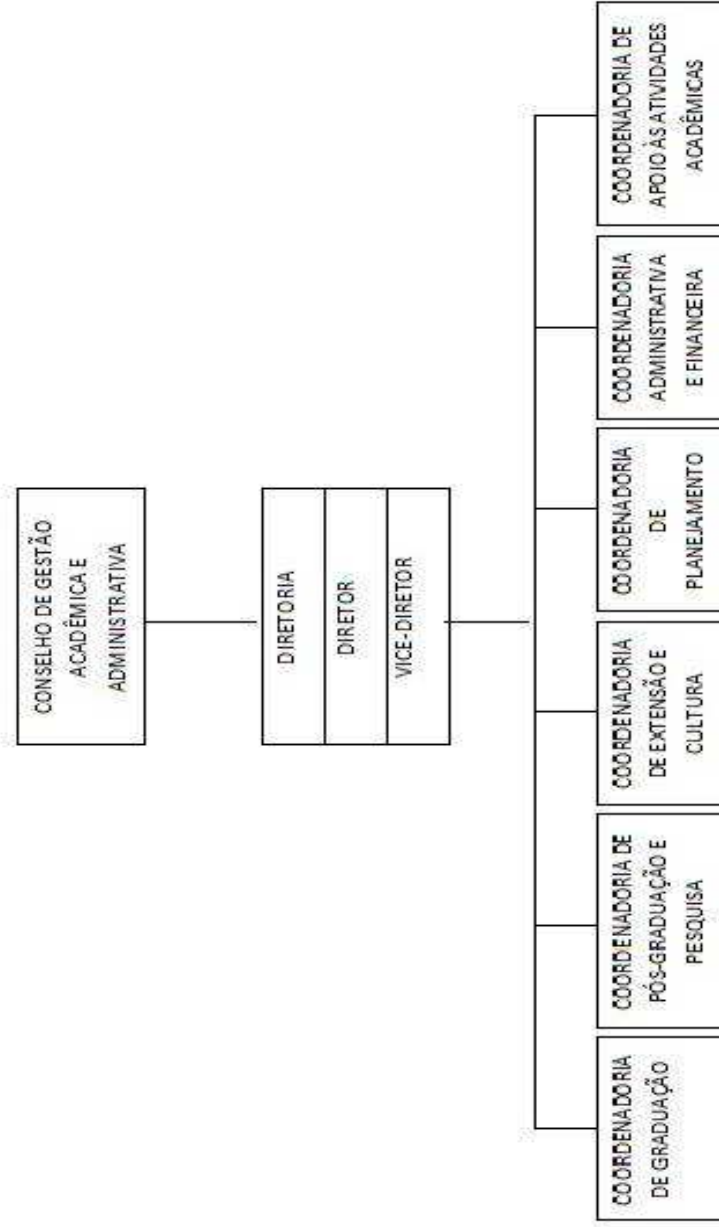 CONSELHO DE GESTÃO
ACADÊMICA E
ADMINISTRATIVA
DIRETORIA
DIRETOR
VICE-DIRETOR
COORDENADORIA
DE GRADUAÇÃO
COORDENADORIA DE
PÓS-GRADUAÇÃO E
PESQUISA
COORDENADORIA
DE EXTENSÃO E
CULTURA
COORDENADORIA
DE
PLANEJAMENTO
COORDENADORIA
ADMINISTRATIVA
E FINANCEIRA
COORDENADORIA DE
APOIO ÀS ATIVIDADES
ACADÊMICAS